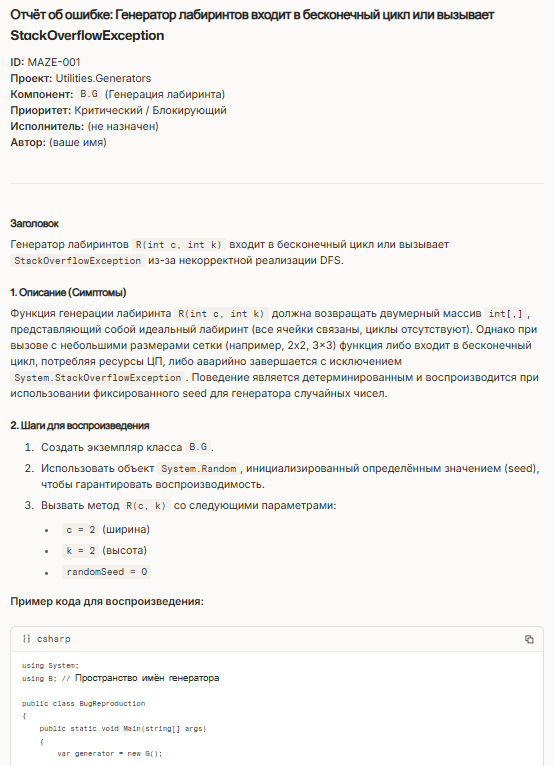 Отчёт об ошибке: Генератор лабиринтов входит в бесконечный цикл или вызывает
StackOverflowException
ID: MAZE-001
Проект: Utilities.Generators
Компонент: B.G (Генерация лабиринта)
Приоритет: Критический / Блокирующий
Исполнитель: (не назначен)
Автор: (ваше имя)
Заголовок
Генератор лабиринтов R(int c, int k) входит в бесконечный цикл или вызывает
StackOverflowException из-за некорректной реализации DFS.
1. Описание (Симптомы)
Функция генерации лабиринта R(int c, int k) должна возвращать двумерный массив int[,],
представляющий собой идеальный лабиринт (все ячейки связаны, циклы отсутствуют). Однако при
вызове с небольшими размерами сетки (например, 2x2, 3×3) функция либо входит в бесконечный
цикл, потребляя ресурсы ЦП, либо аварийно завершается с исключением
System.StackOverflowException. Поведение является детерминированным и воспроизводится при
использовании фиксированного seed для генератора случайных чисел.
2. Шаги для воспроизведения
1. Создать экземпляр класса B.G.
2. Использовать объект System.Random, инициализированный определённым значением (seed),
чтобы гарантировать воспроизводимость.
3. Вызвать метод R(c, k) со следующими параметрами:
• c = 2 (ширина)
• k = 2 (высота)
• randomSeed = 0
Пример кода для воспроизведения:
{} csharp
using System;
using B; // Пространство имён генератора
public class BugReproduction
{
public static void Main(string[] args)
{
var generator = new G();